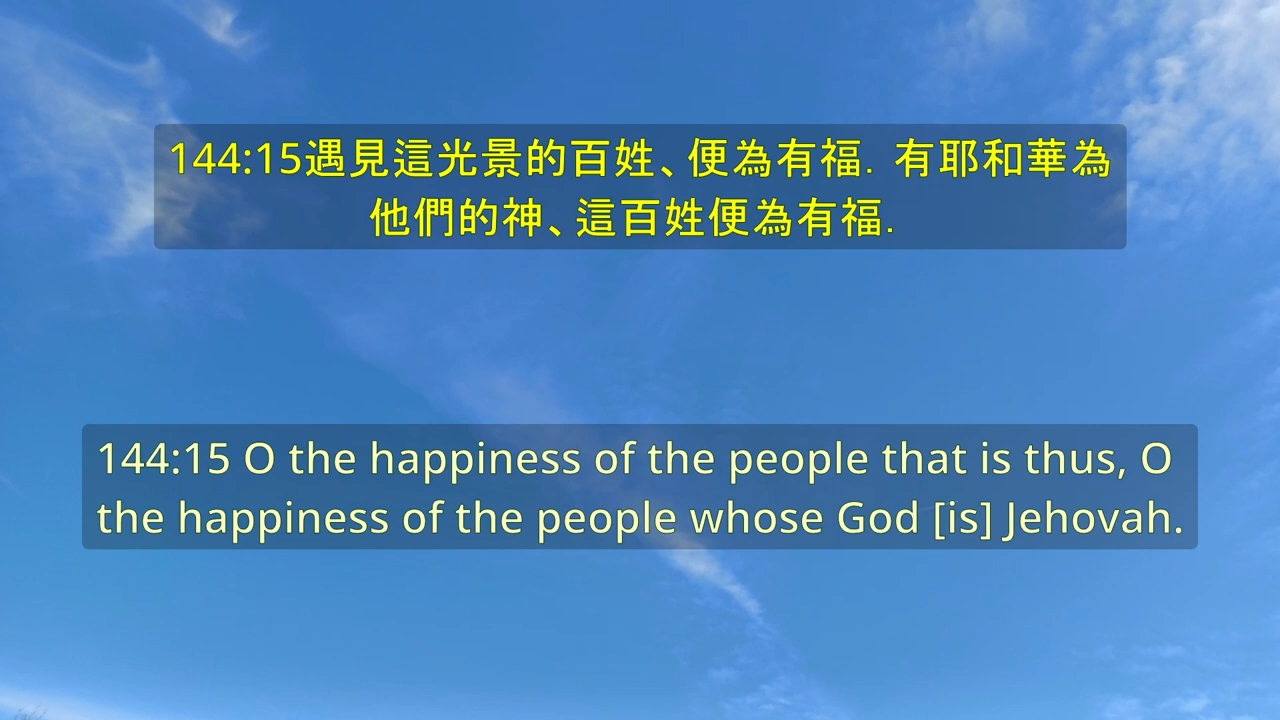 144:15遇見這光景的百姓、便為有福. 有耶和華為
他們的神、這百姓便為有福.
144:15 O the happiness of the people that is thus, O
the happiness of the people whose God [is] Jehovah.